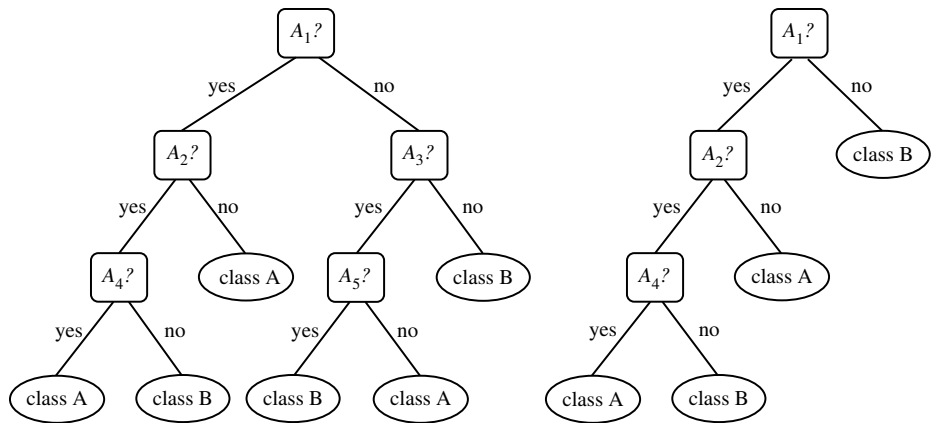 A₁? A₁?
yes no yes no
A₂? A₃? A₂? class B
yes no yes no yes no
A₄? class A A₅? class B A₄? class A
yes no yes no yes no
class A class B class B class A class A class B